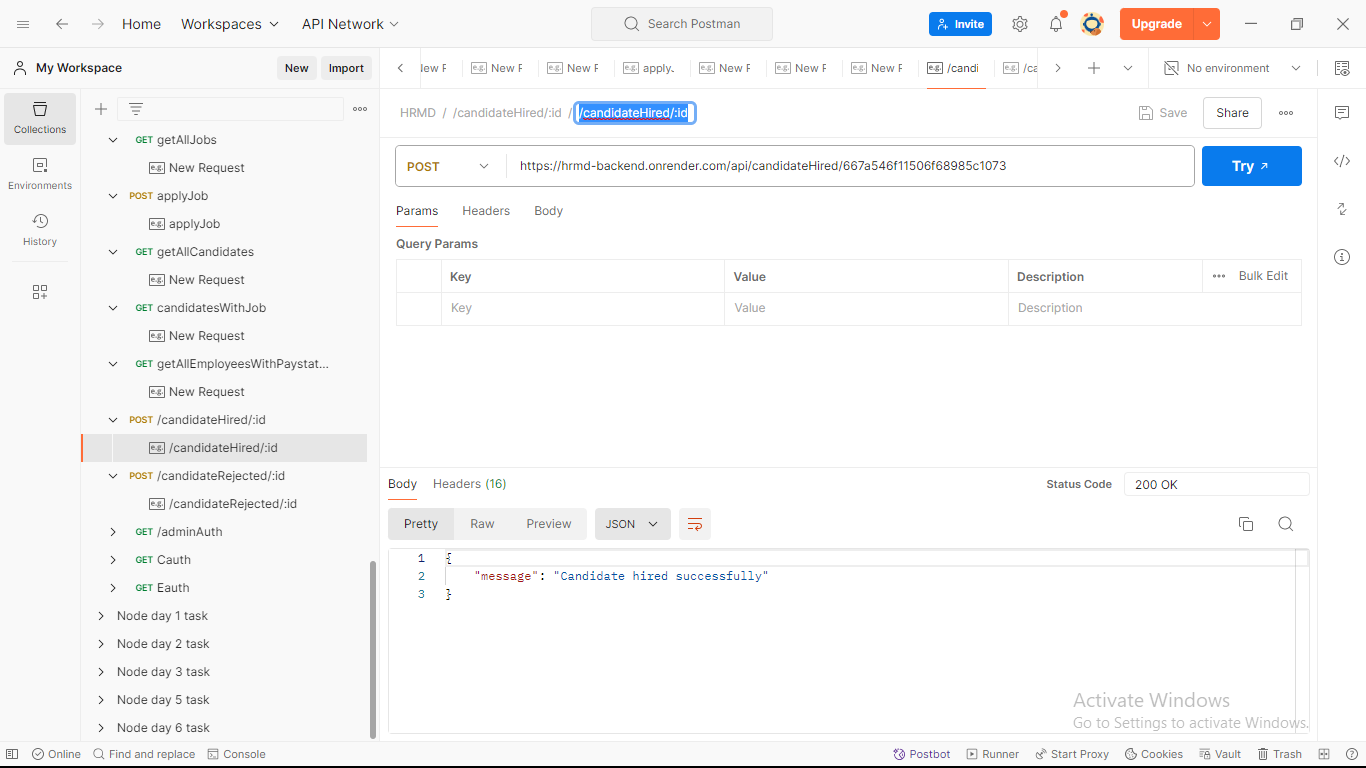 Home Workspaces API Network Search Postman Invite Upgrade
My Workspace New Import New F New F apply. New F New F New F /candi /ca No environment
HRMD / /candidateHired/:id / /candidateHired/:id Save Share
POST https://hrmd-backend.onrender.com/api/candidateHired/667a546f11506f68985c1073 Try
Params Headers Body
Query Params
Key Value Description Bulk Edit
Key Value Description
Collections
Environments
History
GET getAllJobs
e.g. New Request
POST applyJob
e.g. applyJob
GET getAllCandidates
e.g. New Request
GET candidatesWithJob
e.g. New Request
GET getAllEmployeesWithPaystat...
e.g. New Request
POST /candidateHired/:id
e.g. /candidateHired/:id
POST /candidateRejected/:id
e.g. /candidateRejected/:id
GET /adminAuth
GET Cauth
GET Eauth
Node day 1 task
Node day 2 task
Node day 3 task
Node day 5 task
Node day 6 task
Body Headers (16) Status Code 200 OK
Pretty Raw Preview JSON
1 {
2 "message": "Candidate hired successfully"
3 }
Activate Windows
Go to Settings to activate Windows.
Online Find and replace Console Postbot Runner Start Proxy Cookies Vault Trash